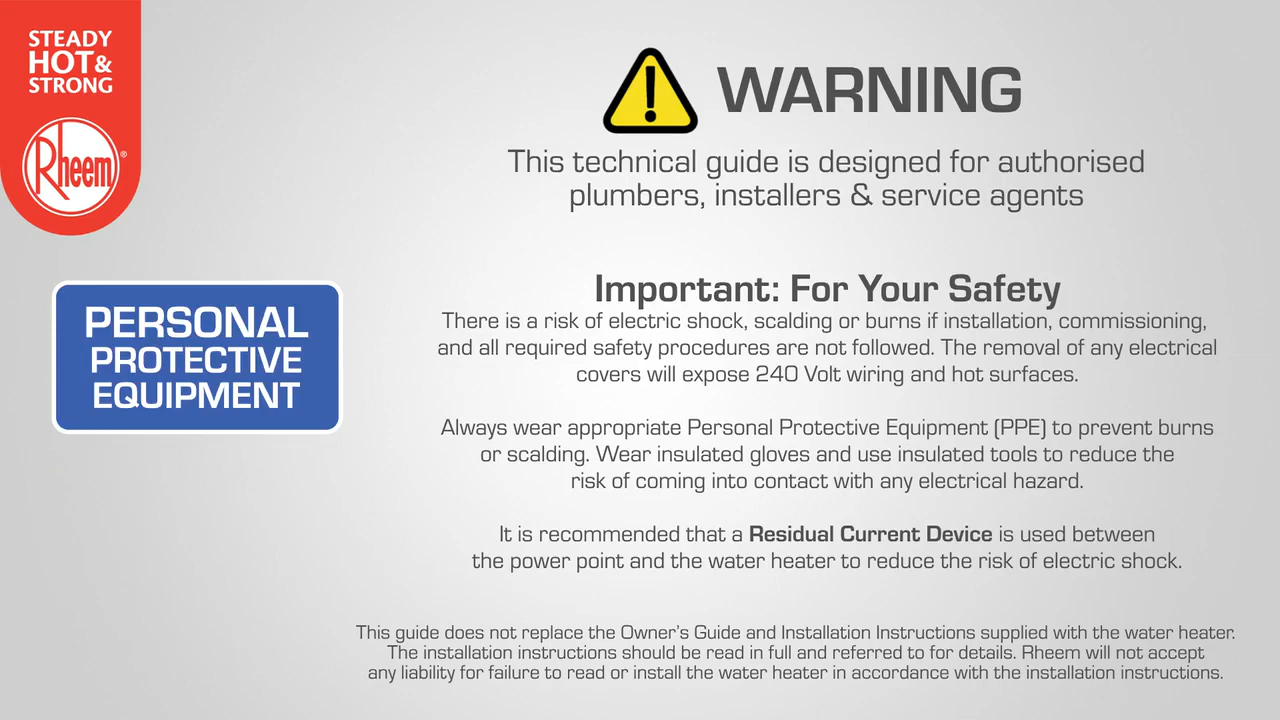 STEADY
HOT&
STRONG
Rheem®
WARNING
This technical guide is designed for authorised
plumbers, installers & service agents
PERSONAL
PROTECTIVE
EQUIPMENT
Important: For Your Safety
There is a risk of electric shock, scalding or burns if installation, commissioning,
and all required safety procedures are not followed. The removal of any electrical
covers will expose 240 Volt wiring and hot surfaces.
Always wear appropriate Personal Protective Equipment (PPE) to prevent burns
or scalding. Wear insulated gloves and use insulated tools to reduce the
risk of coming into contact with any electrical hazard.
It is recommended that a Residual Current Device is used between
the power point and the water heater to reduce the risk of electric shock.
This guide does not replace the Owner's Guide and Installation Instructions supplied with the water heater.
The installation instructions should be read in full and referred to for details. Rheem will not accept
any liability for failure to read or install the water heater in accordance with the installation instructions.